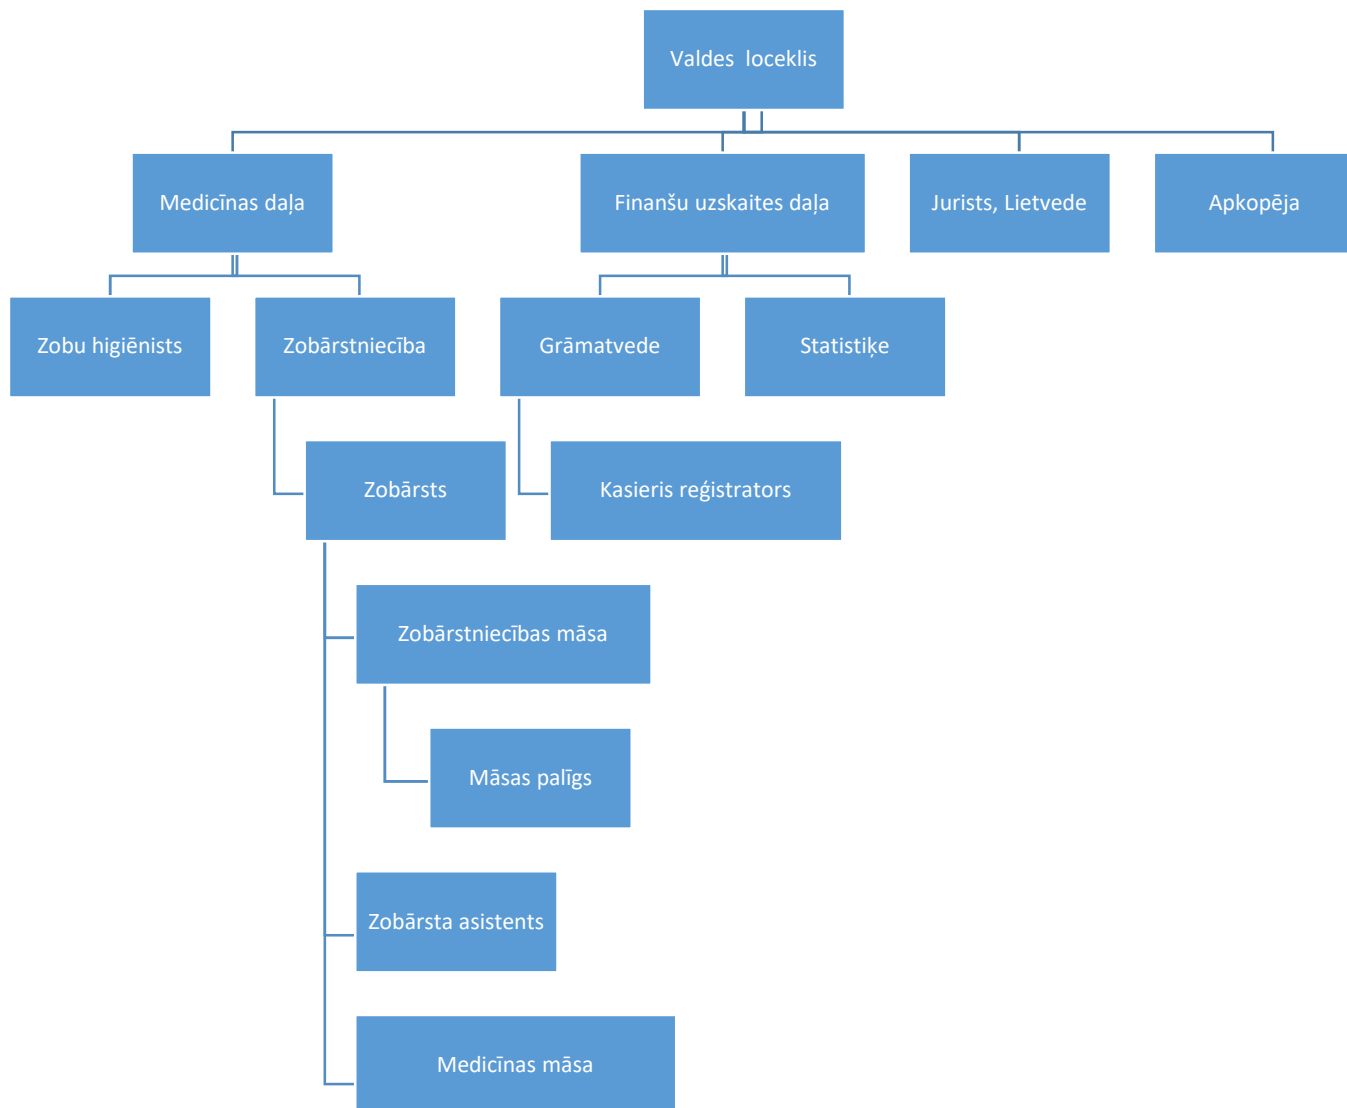 Valdes loceklis
Medicīnas daļa
Finanšu uzskaites daļa
Jurists, Lietvede
Apkopēja
Zobu higiēnists
Zobārstniecība
Grāmatvede
Statistiķe
Zobārsts
Kasieris reģistrators
Zobārstniecības māsa
Māsas palīgs
Zobārsta asistents
Medicīnas māsa